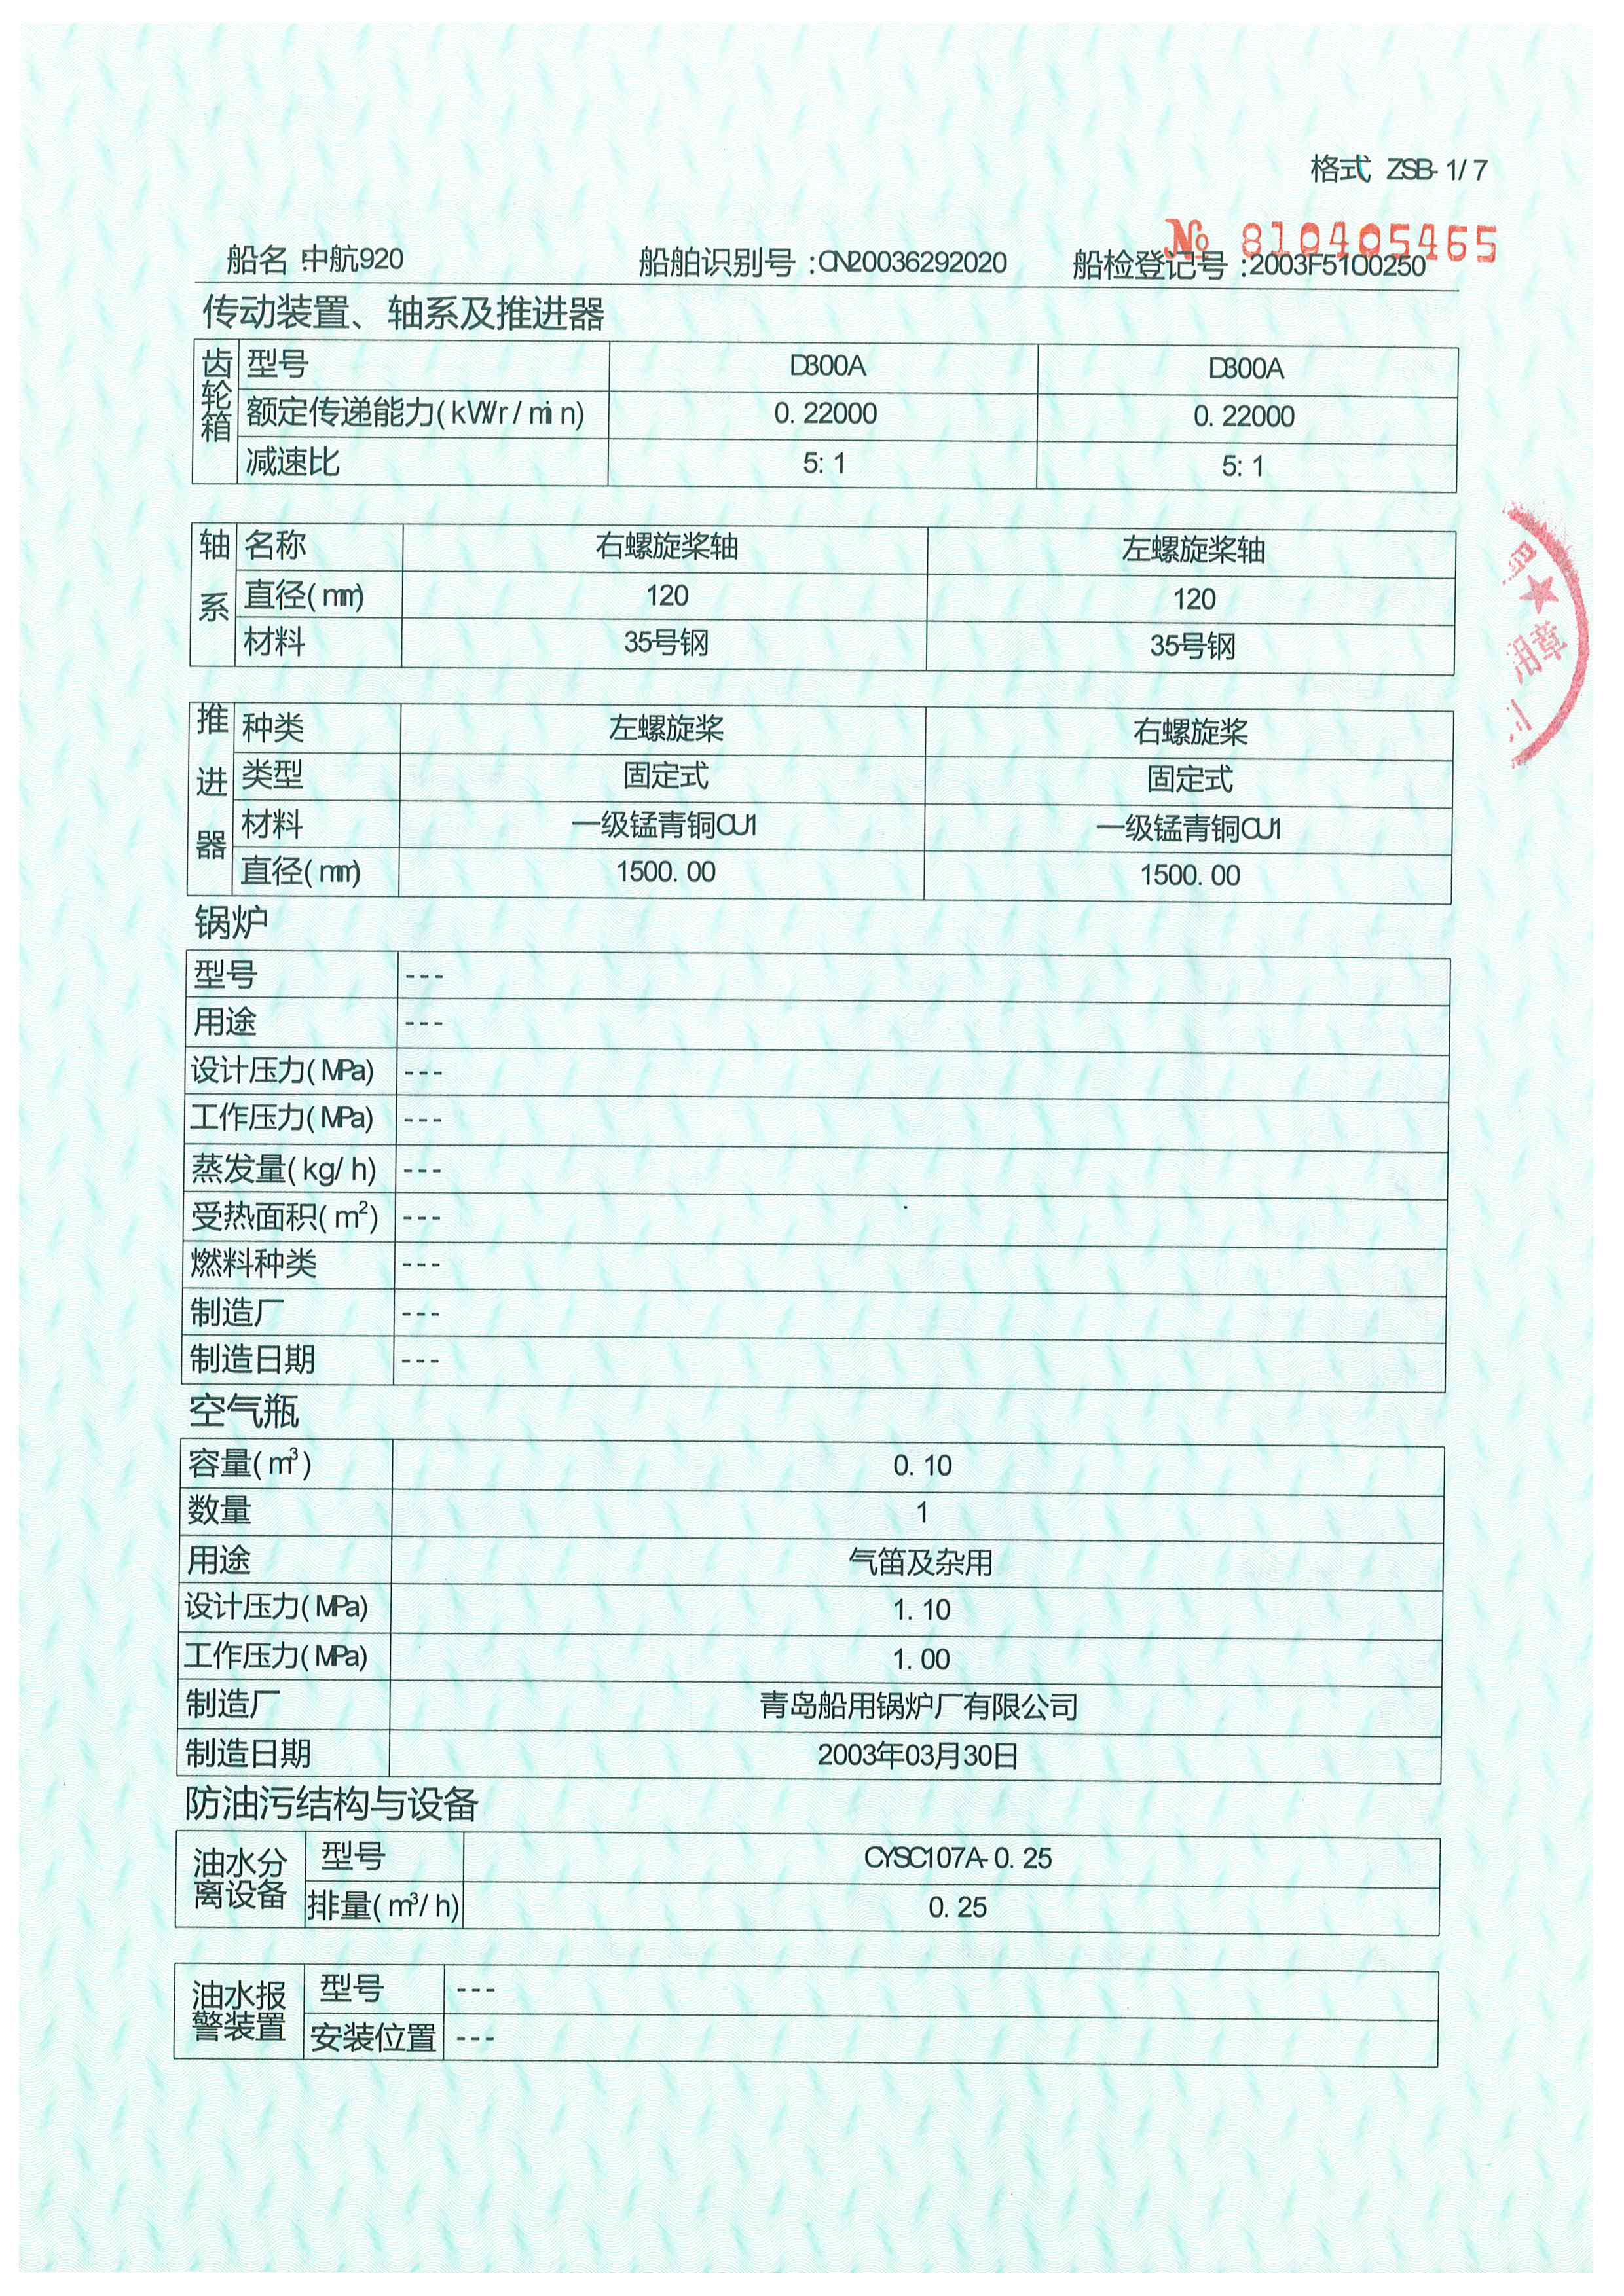 格式 ZSB-1/7
№ 810405465
船名:中航920 船舶识别号:CN20036292020 船检登记号:2003F5100250
传动装置、轴系及推进器
齿轮箱 型号 D300A D300A
额定传递能力(kW/r/min) 0.22000 0.22000
减速比 5:1 5:1
轴系 名称 右螺旋桨轴 左螺旋桨轴
直径(mm) 120 120
材料 35号钢 35号钢
推进器 种类 左螺旋桨 右螺旋桨
类型 固定式 固定式
材料 一级锰青铜CU1 一级锰青铜CU1
直径(mm) 1500.00 1500.00
锅炉
型号 ---
用途 ---
设计压力(MPa) ---
工作压力(MPa) ---
蒸发量(kg/h) ---
受热面积(m²) ---
燃料种类 ---
制造厂 ---
制造日期 ---
空气瓶
容量(m³) 0.10
数量 1
用途 气笛及杂用
设计压力(MPa) 1.10
工作压力(MPa) 1.00
制造厂 青岛船用锅炉厂有限公司
制造日期 2003年03月30日
防油污结构与设备
油水分离设备 型号 CYSC107A-0.25
排量(m³/h) 0.25
油水报警装置 型号 ---
安装位置 ---
用章